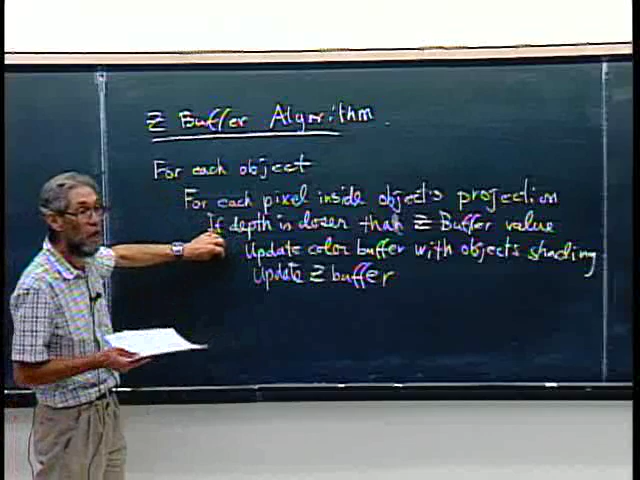 Z Buffer Algorithm.
For each object
For each pixel inside object's projection
If depth is closer than Z Buffer value
Update color buffer with object's shading
Update Z buffer